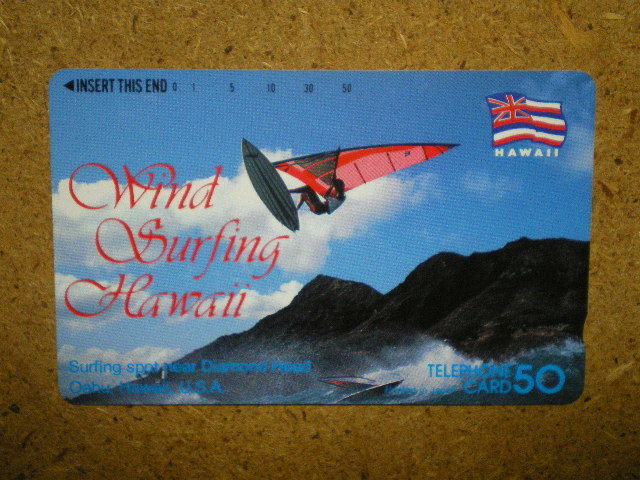 ◀INSERT THIS END 0 1 5 10 30 50
HAWAII
Wind
Surfing
Hawaii
Surfing spot near Diamond Head
Oahu, Hawaii, U.S.A.
TELEPHONE
CARD 50